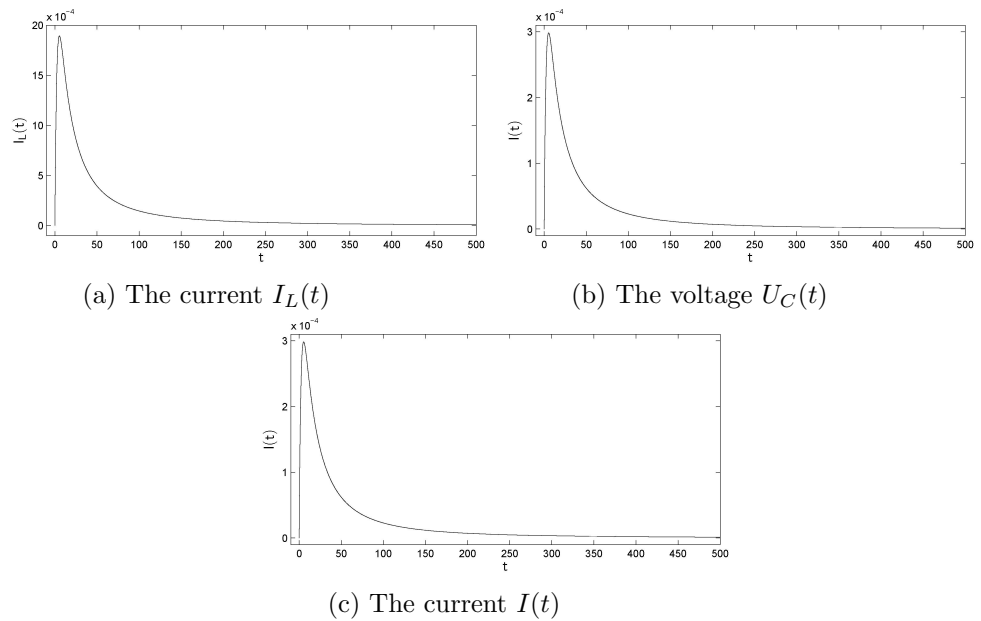 x 10⁻⁴
20
15
10
5
0
I_L(t)
0 50 100 150 200 250 300 350 400 450 500
t
(a) The current I_L(t)
x 10⁻⁴
3
2
1
0
I(t)
0 50 100 150 200 250 300 350 400 450 500
t
(b) The voltage U_C(t)
x 10⁻⁴
3
2
1
0
I(t)
0 50 100 150 200 250 300 350 400 450 500
t
(c) The current I(t)